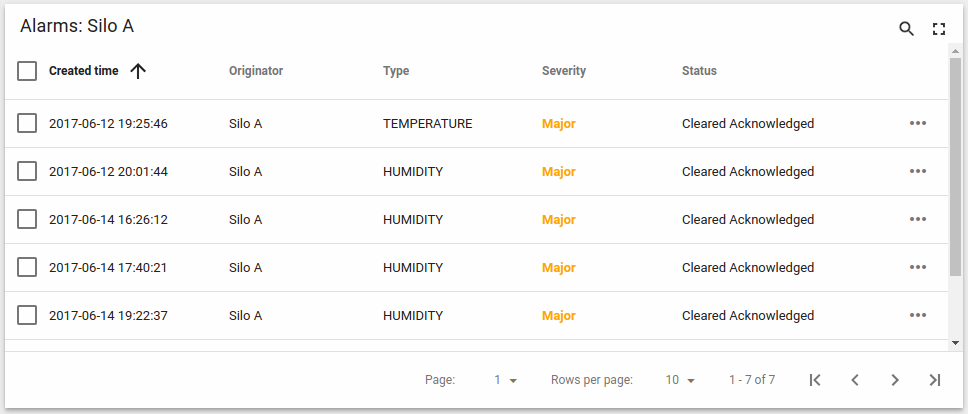 Alarms: Silo A
Created time Originator Type Severity Status
2017-06-12 19:25:46 Silo A TEMPERATURE Major Cleared Acknowledged
2017-06-12 20:01:44 Silo A HUMIDITY Major Cleared Acknowledged
2017-06-14 16:26:12 Silo A HUMIDITY Major Cleared Acknowledged
2017-06-14 17:40:21 Silo A HUMIDITY Major Cleared Acknowledged
2017-06-14 19:22:37 Silo A HUMIDITY Major Cleared Acknowledged
Page: 1 Rows per page: 10 1 - 7 of 7